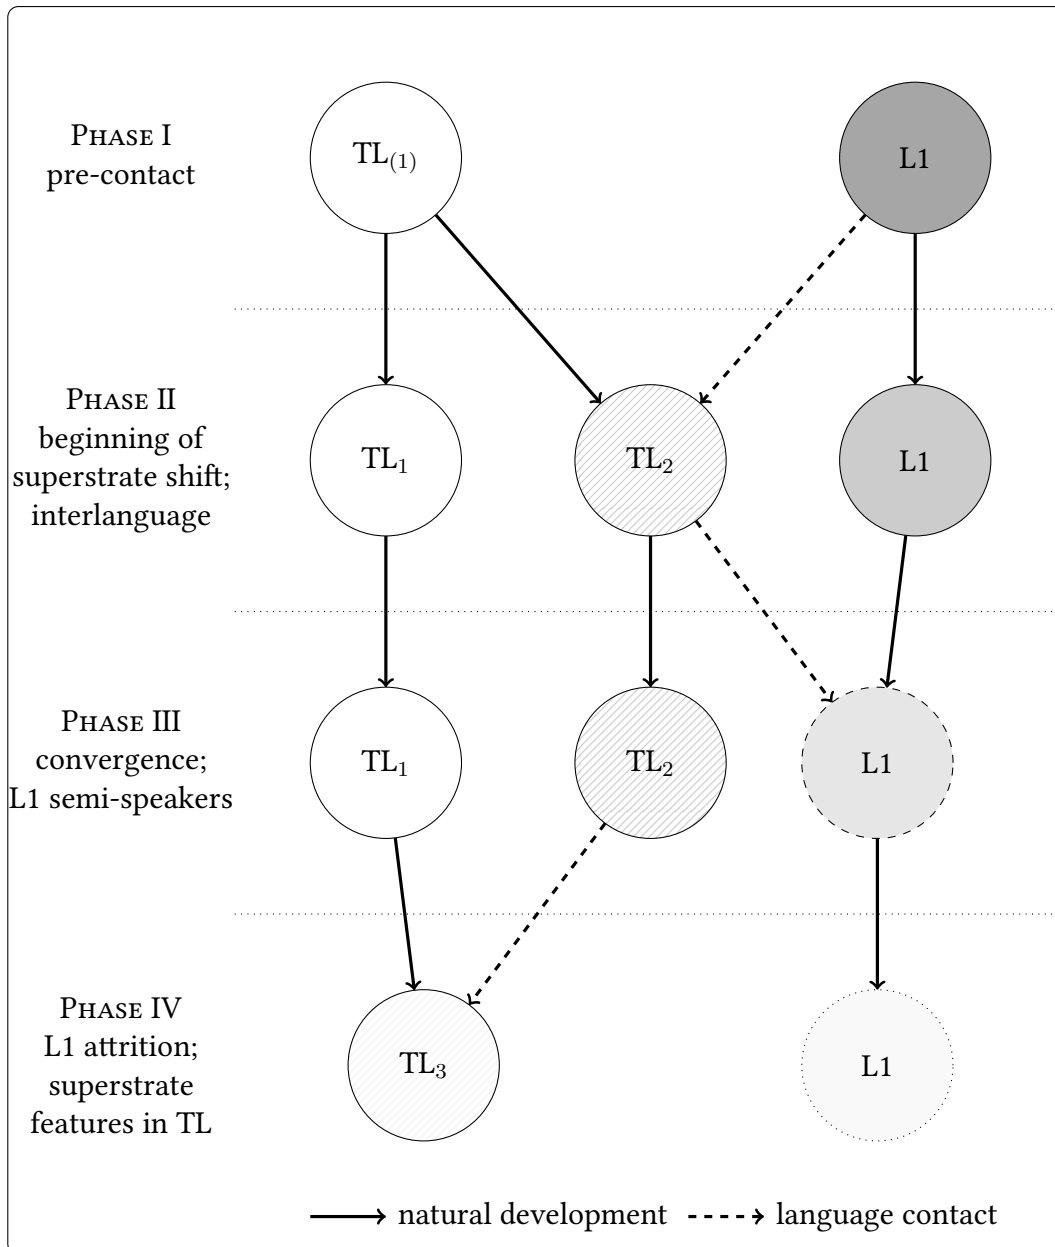 PHASE I
pre-contact
TL₍₁₎
L1
PHASE II
beginning of
superstrate shift;
interlanguage
TL₁
TL₂
L1
PHASE III
convergence;
L1 semi-speakers
TL₁
TL₂
L1
PHASE IV
L1 attrition;
superstrate
features in TL
TL₃
L1
natural development
language contact